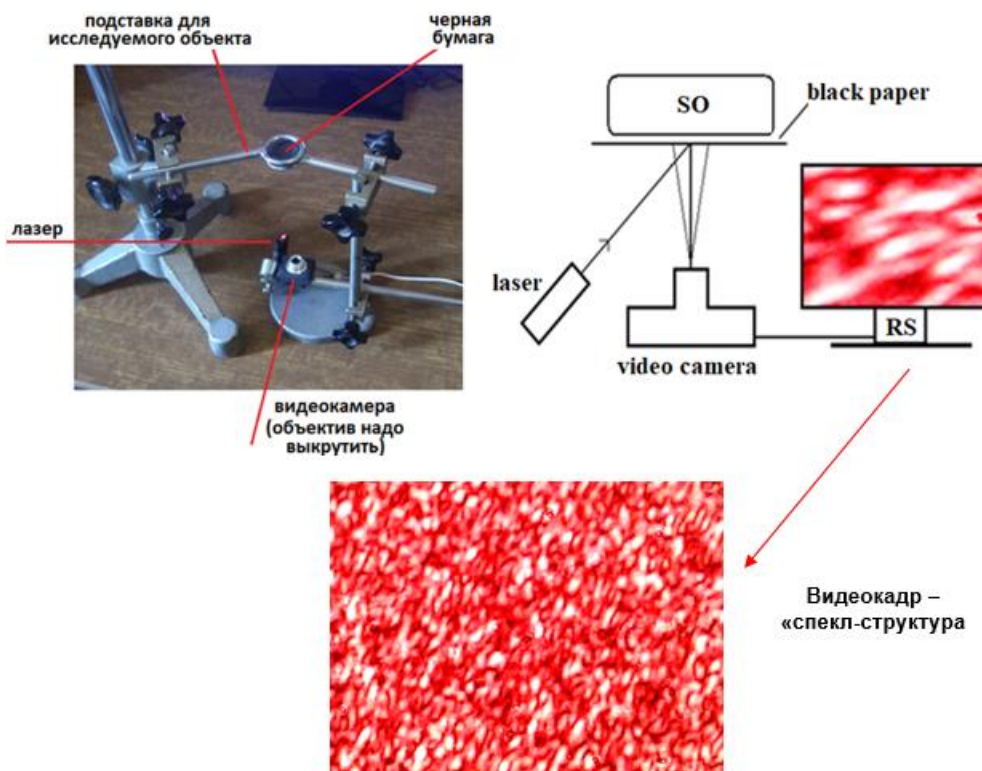 подставка для
исследуемого объекта
черная
бумага
лазер
видеокамера
(объектив надо
выкрутить)
SO
black paper
laser
video camera
RS
Видеокадр –
«спекл-структура